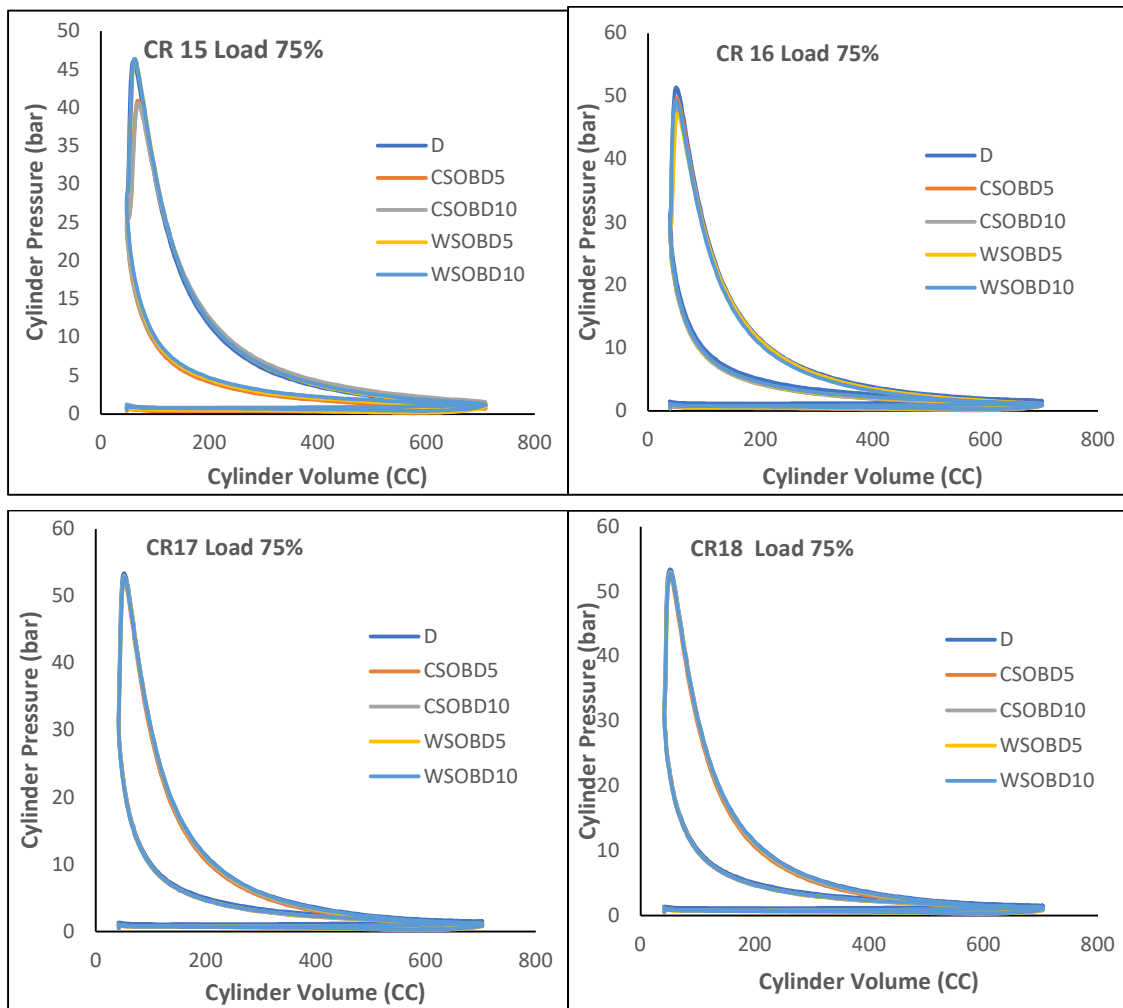 CR 15 Load 75%
Cylinder Pressure (bar)
50
45
40
35
30
25
20
15
10
5
0
D
CSOBD5
CSOBD10
WSOBD5
WSOBD10
0 200 400 600 800
Cylinder Volume (CC)
CR 16 Load 75%
Cylinder Pressure (bar)
60
50
40
30
20
10
0
D
CSOBD5
CSOBD10
WSOBD5
WSOBD10
0 200 400 600 800
Cylinder Volume (CC)
CR17 Load 75%
Cylinder Pressure (bar)
60
50
40
30
20
10
0
D
CSOBD5
CSOBD10
WSOBD5
WSOBD10
0 200 400 600 800
Cylinder Volume (CC)
CR18 Load 75%
Cylinder Pressure (bar)
60
50
40
30
20
10
0
D
CSOBD5
CSOBD10
WSOBD5
WSOBD10
0 200 400 600 800
Cylinder Volume (CC)